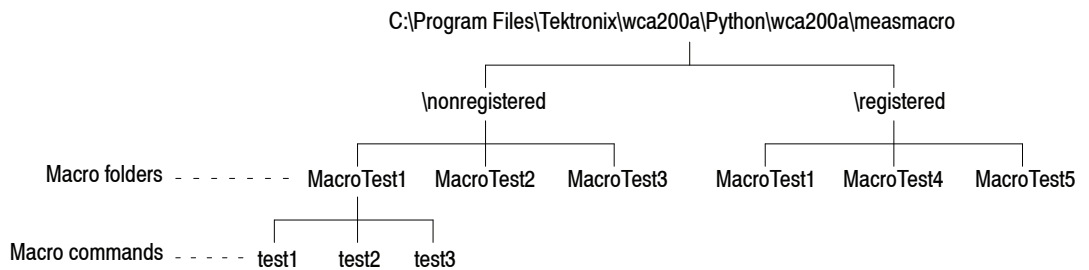 C:\Program Files\Tektronix\wca200a\Python\wca200a\measmacro
\nonregistered \registered
Macro folders MacroTest1 MacroTest2 MacroTest3 MacroTest1 MacroTest4 MacroTest5
Macro commands test1 test2 test3